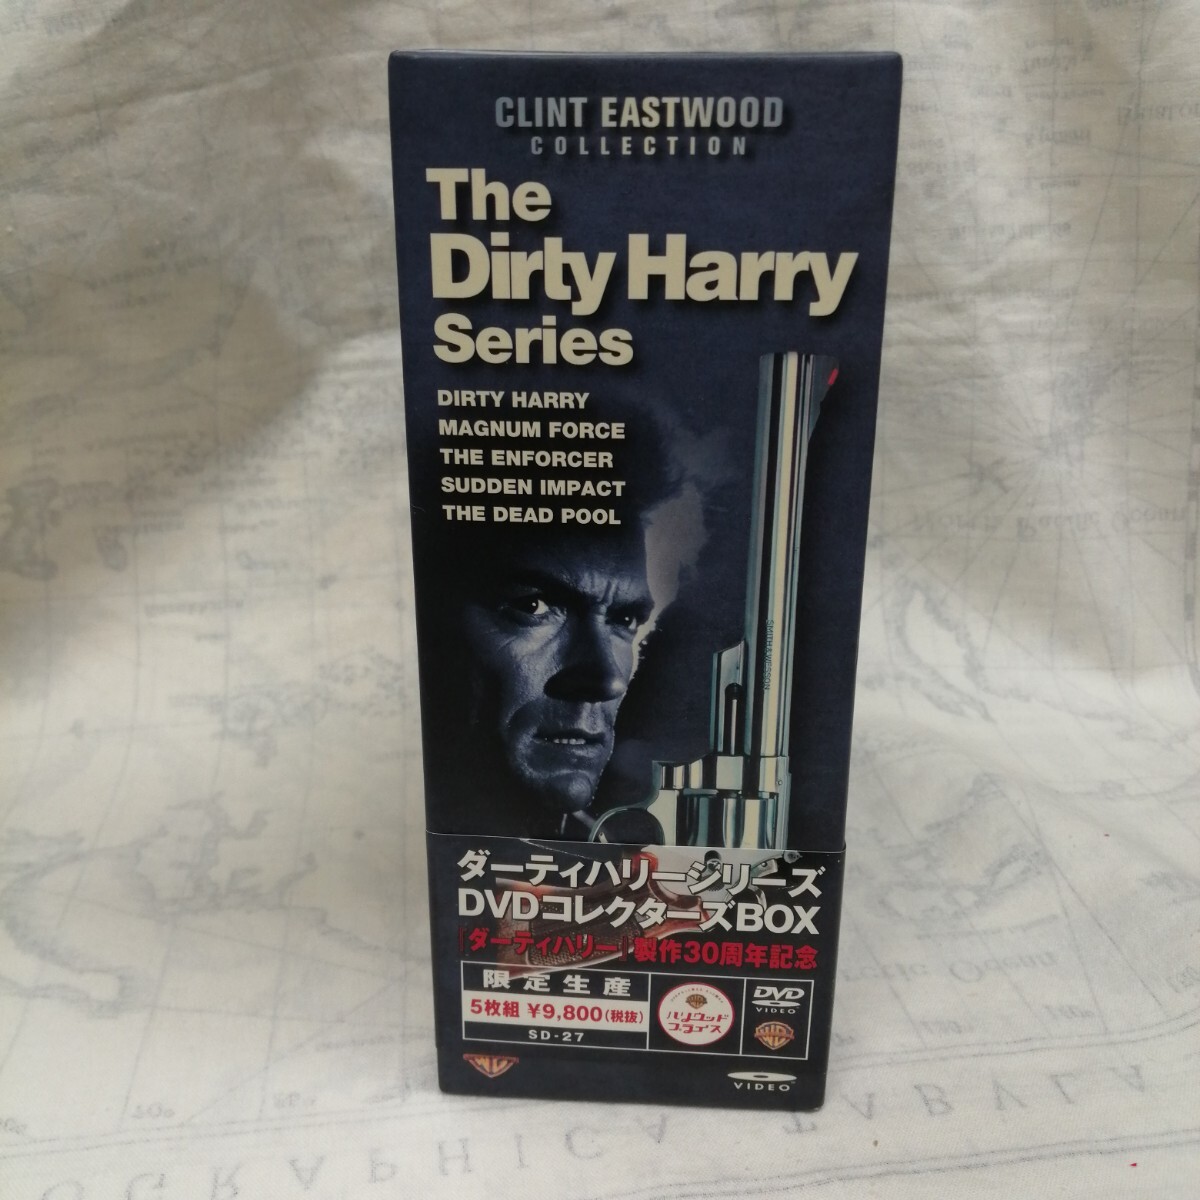 CLINT EASTWOOD
COLLECTION
The
Dirty Harry
Series
DIRTY HARRY
MAGNUM FORCE
THE ENFORCER
SUDDEN IMPACT
THE DEAD POOL
SMITH & WESSON
ダーティハリーシリーズ
DVDコレクターズBOX
「ダーティハリー」製作30周年記念
限定生産
5枚組 ¥9,800(税抜)
SD-27
ハリウッド
プライス
DVD
VIDEO
VIDEO
GRAPHICA TABVLA